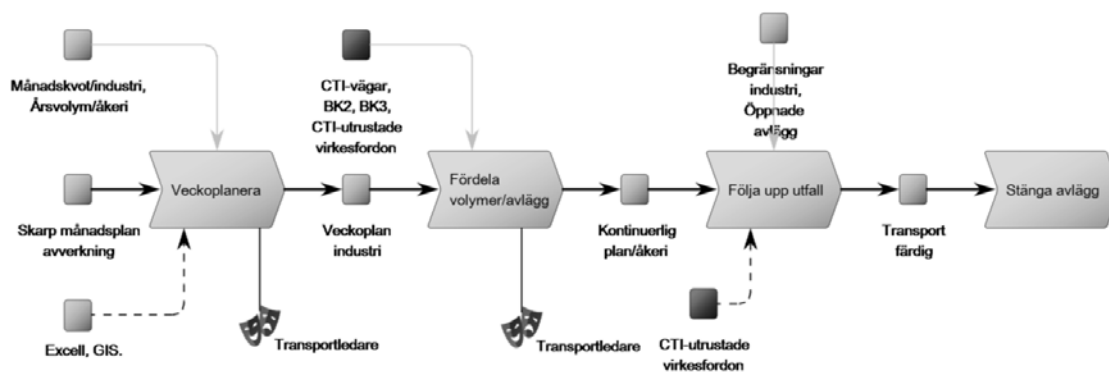 Månadskvot/industri,
Årsvolym/åkeri
CTI-vägar,
BK2, BK3,
CTI-utrustade
virkesfordon
Begränsningar
industri,
Öppnade
avlägg
Veckoplanera
Fördela
volymer/avlägg
Följa upp utfall
Stänga avlägg
Skarp månadsplan
avverkning
Veckoplan
industri
Kontinuerlig
plan/åkeri
Transport
färdig
Excell, GIS.
Transportledare
Transportledare
CTI-utrustade
virkesfordon